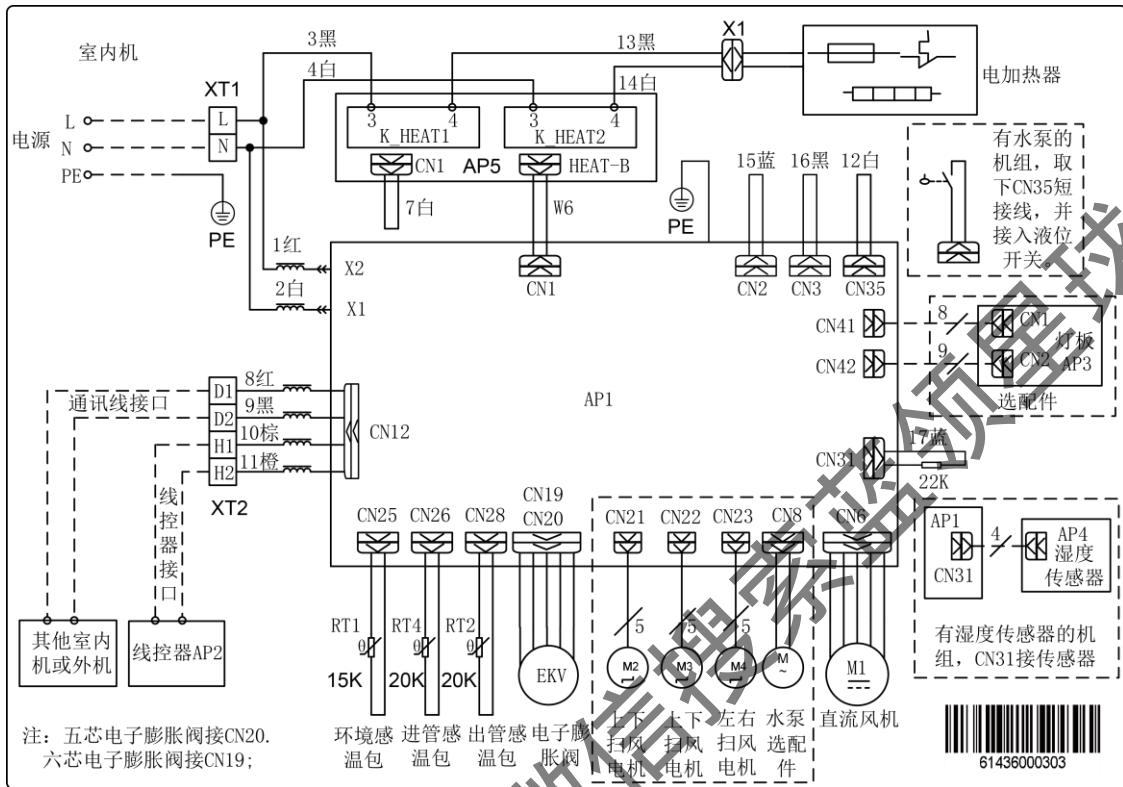 室内机
3黑
4白
13黑
14白
X1
电加热器
XT1
电源
L
N
PE
L
N
PE
3
4
K_HEAT1
3
4
K_HEAT2
CN1
AP5
HEAT-B
7白
W6
PE
15蓝
16黑
12白
有水泵的
机组，取
下CN35短
接线，并
接入液位
开关。
1红
X2
2白
X1
CN1
CN2
CN3
CN35
CN41
8
CN1
灯板
CN42
9
CN2
AP3
选配件
AP1
通讯线接口
D1
8红
D2
9黑
H1
10棕
H2
11橙
CN12
XT2
线控器接口
CN31
17蓝
22K
CN25
CN26
CN28
CN19
CN20
CN21
CN22
CN23
CN8
CN6
AP1
CN31
4
AP4
湿度
传感器
有湿度传感器的机
组，CN31接传感器
其他室内
机或外机
线控器AP2
RT1
θ
15K
RT4
θ
20K
RT2
θ
20K
EKV
5
M2
5
M3
5
M4
M
~
M1
环境感
温包
进管感
温包
出管感
温包
电子膨
胀阀
上下
扫风
电机
上下
扫风
电机
左右
扫风
电机
水泵
选配
件
直流风机
注：五芯电子膨胀阀接CN20.
六芯电子膨胀阀接CN19;
61436000303
微信搜索蓝领星球